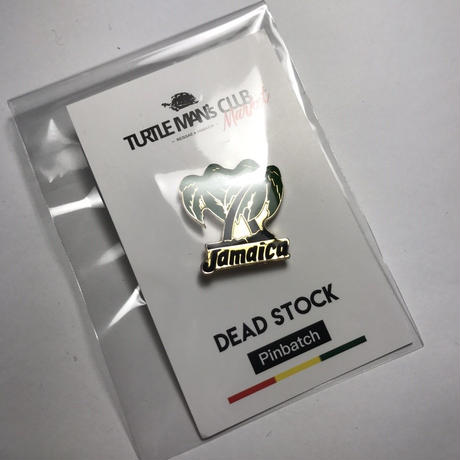 TURTLE MAN's CLUB
Market
Jamaica
DEAD STOCK
Pinbatch